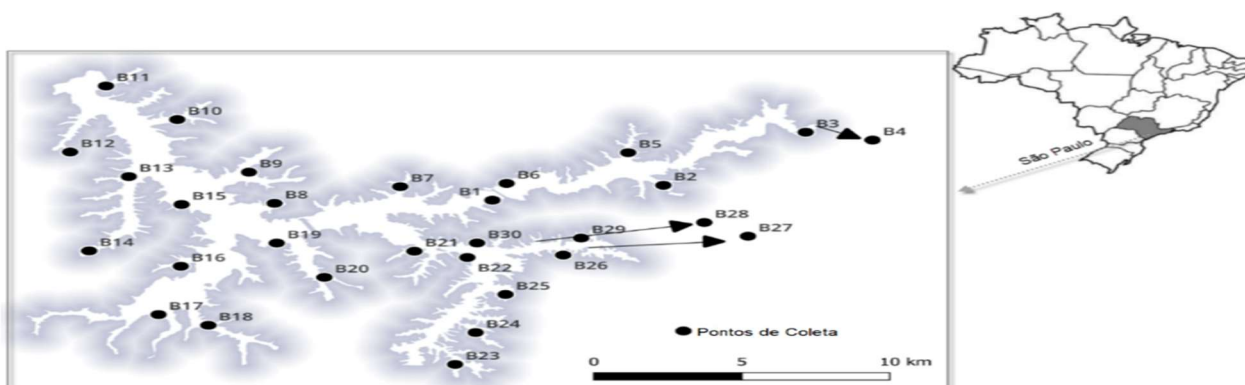 B11
B10
B12
B13
B9
B15
B8
B14
B16
B17
B18
B19
B20
B7
B1
B6
B5
B2
B3
B4
B21
B30
B22
B29
B28
B27
B26
B25
B24
B23
Pontos de Coleta
0 5 10 km
São Paulo